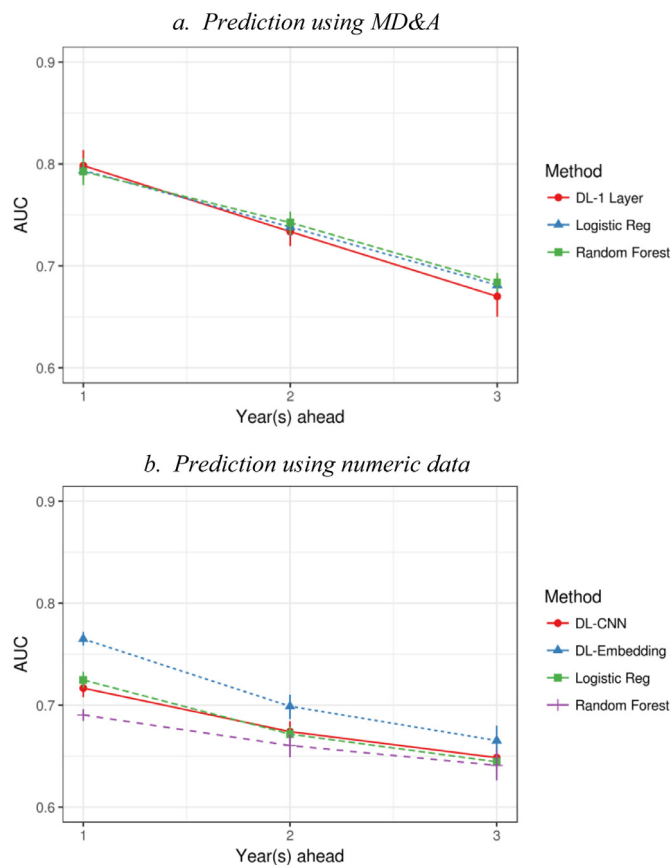 a. Prediction using MD&A
0.9
0.8
0.7
0.6
AUC
1
2
3
Year(s) ahead
Method
DL-1 Layer
Logistic Reg
Random Forest
b. Prediction using numeric data
0.9
0.8
0.7
0.6
AUC
1
2
3
Year(s) ahead
Method
DL-CNN
DL-Embedding
Logistic Reg
Random Forest